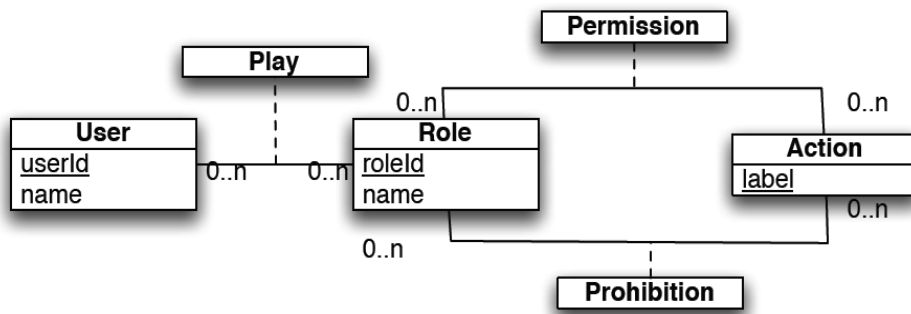 Permission
Play
0..n
0..n
User
Role
Action
userId
0..n
0..n
roleId
label
name
name
0..n
0..n
Prohibition